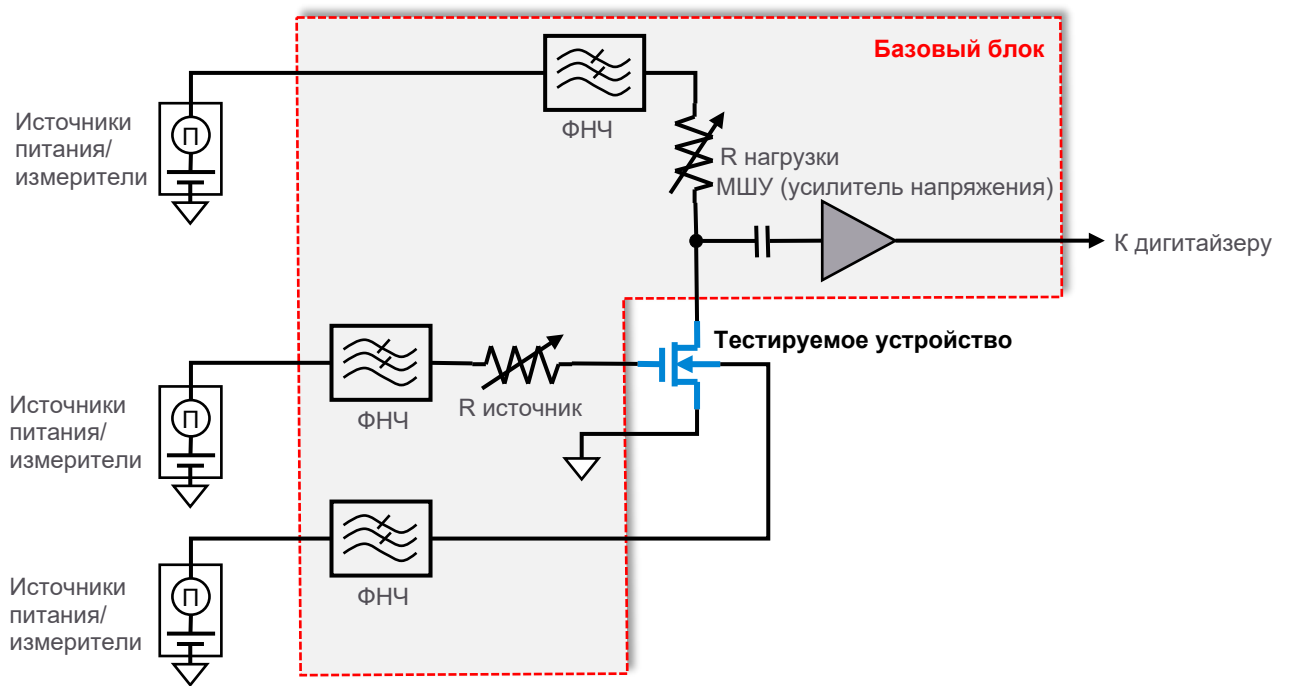 Базовый блок
Источники
питания/
измерители
П
ФНЧ
R нагрузки
МШУ (усилитель напряжения)
К дигитайзеру
Тестируемое устройство
Источники
питания/
измерители
П
ФНЧ
R источник
Источники
питания/
измерители
П
ФНЧ